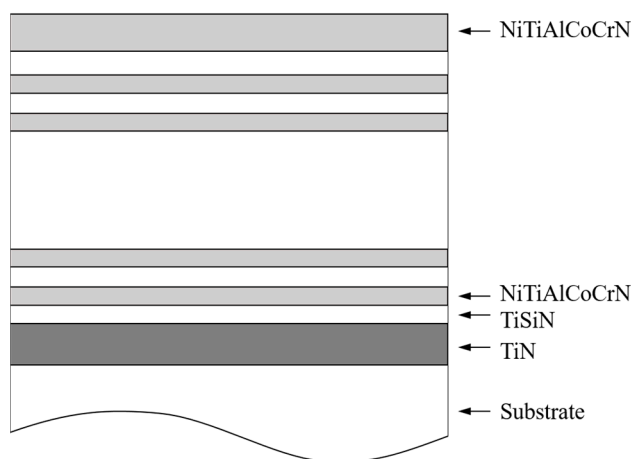 NiTiAlCoCrN
NiTiAlCoCrN
TiSiN
TiN
Substrate